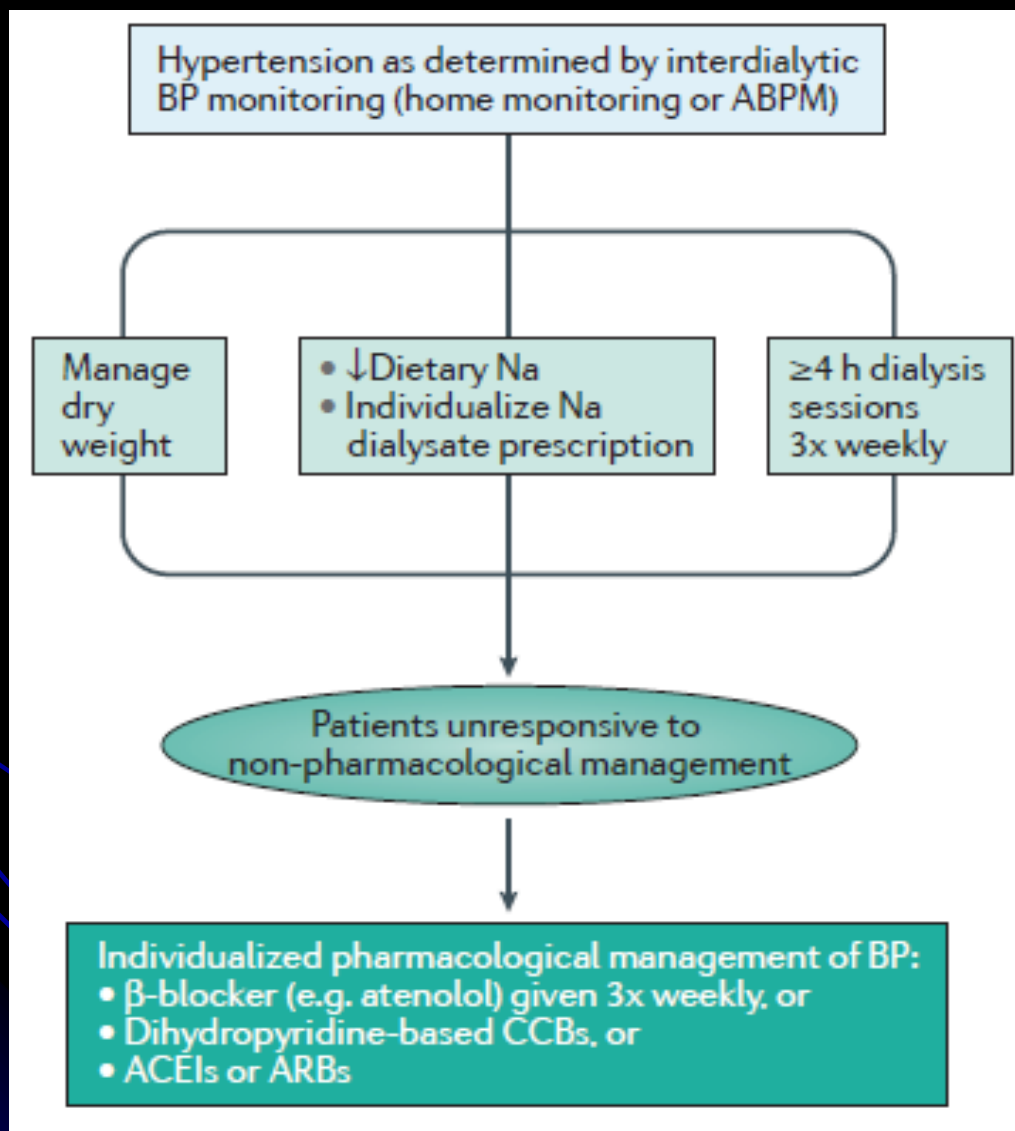 Hypertension as determined by interdialytic
BP monitoring (home monitoring or ABPM)
Manage
dry
weight
• ↓Dietary Na
• Individualize Na
dialysate prescription
≥4 h dialysis
sessions
3x weekly
Patients unresponsive to
non-pharmacological management
Individualized pharmacological management of BP:
• β-blocker (e.g. atenolol) given 3x weekly, or
• Dihydropyridine-based CCBs, or
• ACEIs or ARBs